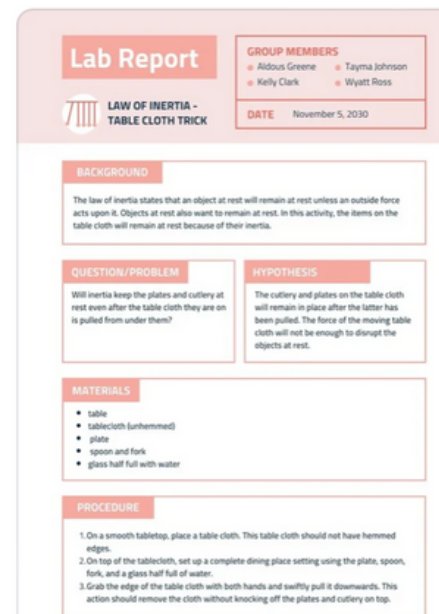 Lab Report
GROUP MEMBERS
Aldous Greene
Tayma Johnson
Kelly Clark
Wyatt Ross
LAW OF INERTIA -
TABLE CLOTH TRICK
DATE November 5, 2030
BACKGROUND
The law of inertia states that an object at rest will remain at rest unless an outside force
acts upon it. Objects at rest also want to remain at rest. In this activity, the items on the
table cloth will remain at rest because of their inertia.
QUESTION/PROBLEM
Will inertia keep the plates and cutlery at
rest even after the table cloth they are on
is pulled from under them?
HYPOTHESIS
The cutlery and plates on the table cloth
will remain in place after the latter has
been pulled. The force of the moving table
cloth will not be enough to disrupt the
objects at rest.
MATERIALS
table
tablecloth (unhemmed)
plate
spoon and fork
glass half full with water
PROCEDURE
1. On a smooth tabletop, place a table cloth. This table cloth should not have hemmed
edges.
2. On top of the tablecloth, set up a complete dining place setting using the plate, spoon,
fork, and a glass half full of water.
3. Grab the edge of the table cloth with both hands and swiftly pull it downwards. This
action should remove the cloth without knocking off the plates and cutlery on top.